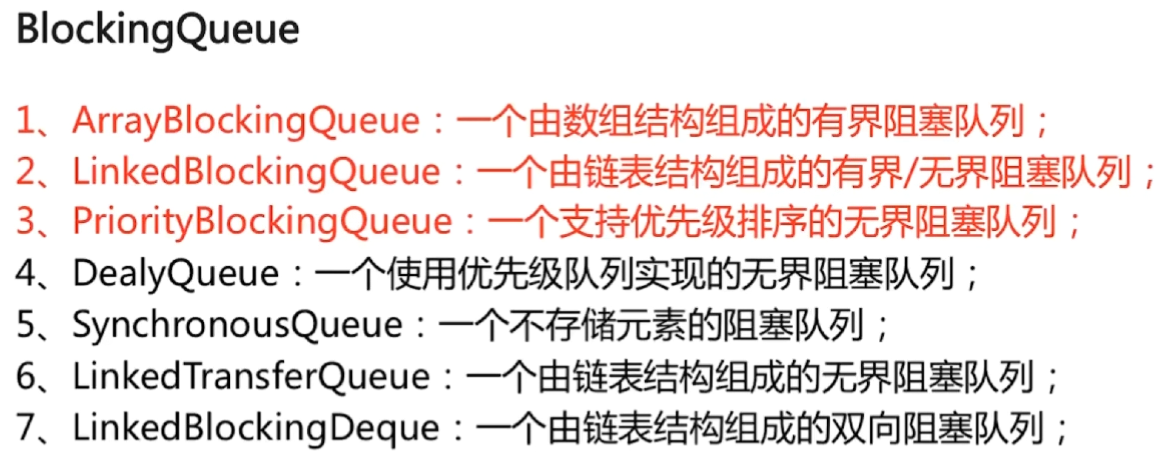 BlockingQueue
1、ArrayBlockingQueue：一个由数组结构组成的有界阻塞队列；
2、LinkedBlockingQueue：一个由链表结构组成的有界/无界阻塞队列；
3、PriorityBlockingQueue：一个支持优先级排序的无界阻塞队列；
4、DealyQueue：一个使用优先级队列实现的无界阻塞队列；
5、SynchronousQueue：一个不存储元素的阻塞队列；
6、LinkedTransferQueue：一个由链表结构组成的无界阻塞队列；
7、LinkedBlockingDeque：一个由链表结构组成的双向阻塞队列；